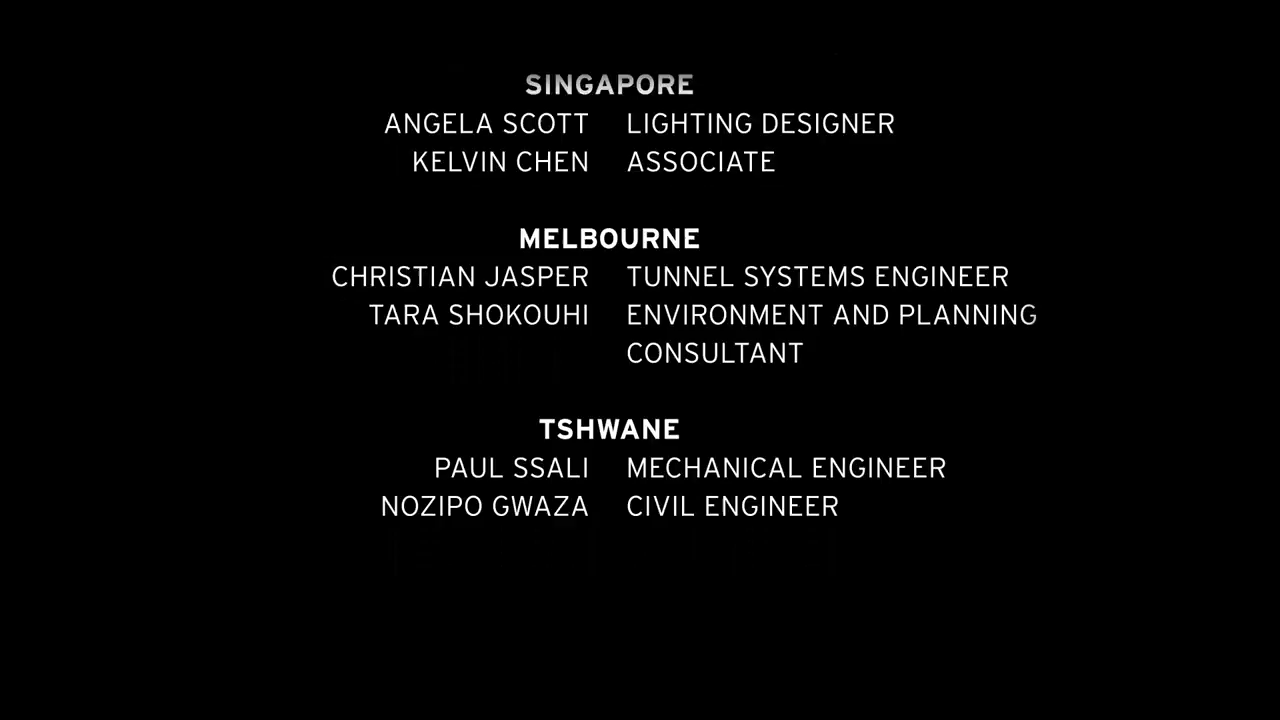 SINGAPORE
ANGELA SCOTT LIGHTING DESIGNER
KELVIN CHEN ASSOCIATE
MELBOURNE
CHRISTIAN JASPER TUNNEL SYSTEMS ENGINEER
TARA SHOKOUHI ENVIRONMENT AND PLANNING
CONSULTANT
TSHWANE
PAUL SSALI MECHANICAL ENGINEER
NOZIPO GWAZA CIVIL ENGINEER